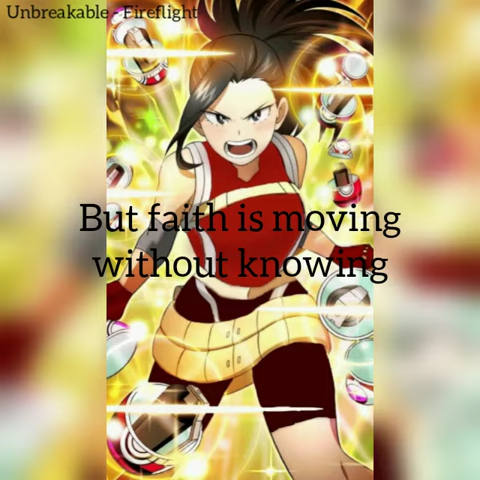 Unbreakable - Fireflight
But faith is moving
without knowing